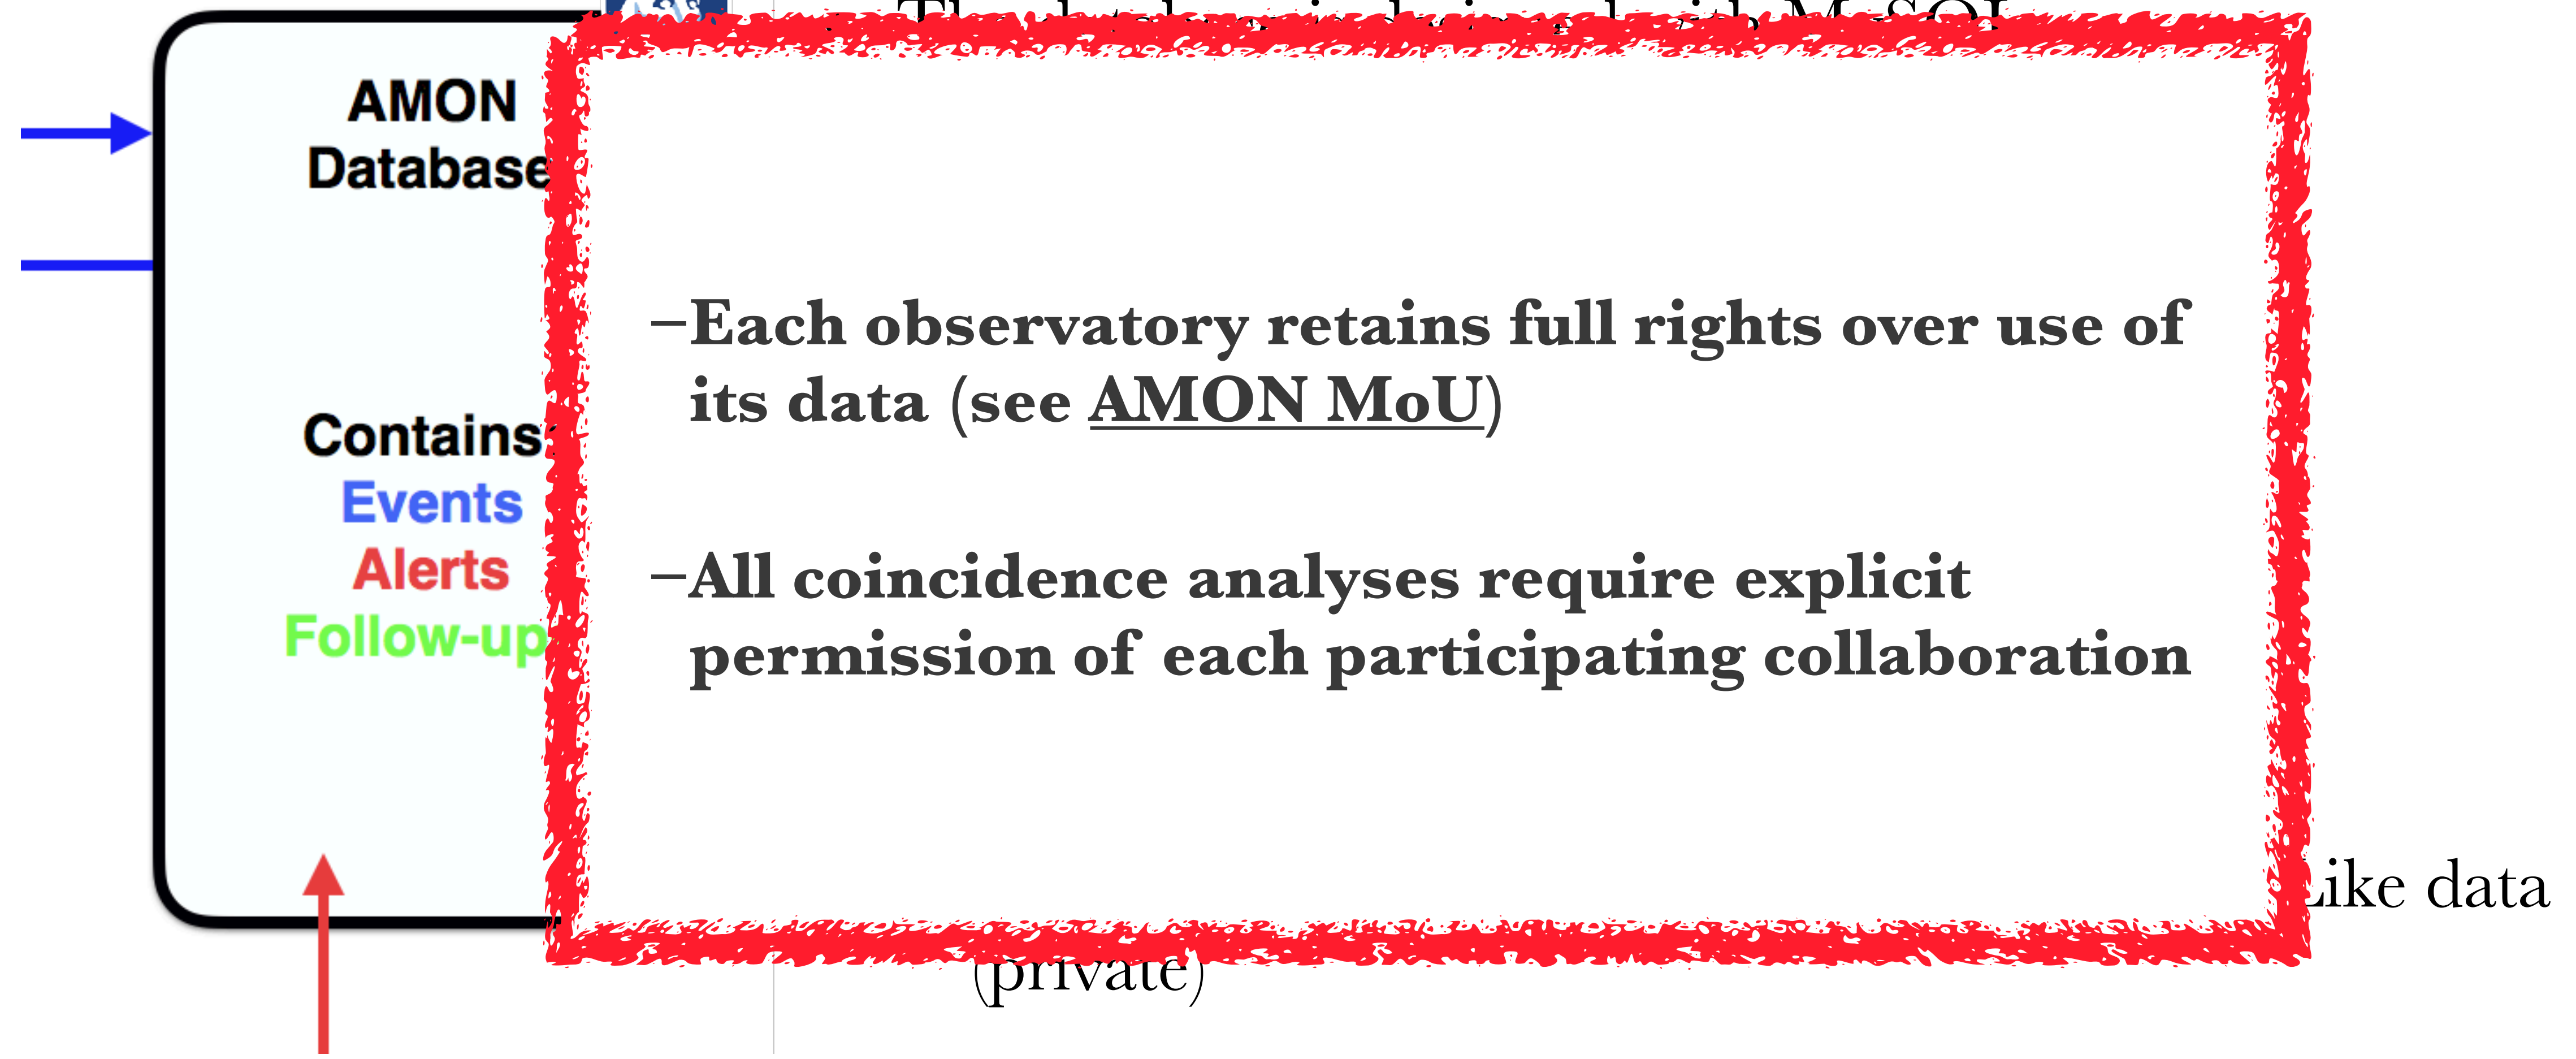 AMON
Database
Contains
Events
Alerts
Follow-up
–Each observatory retains full rights over use of
its data (see AMON MoU)
–All coincidence analyses require explicit
permission of each participating collaboration
Like data
(private)